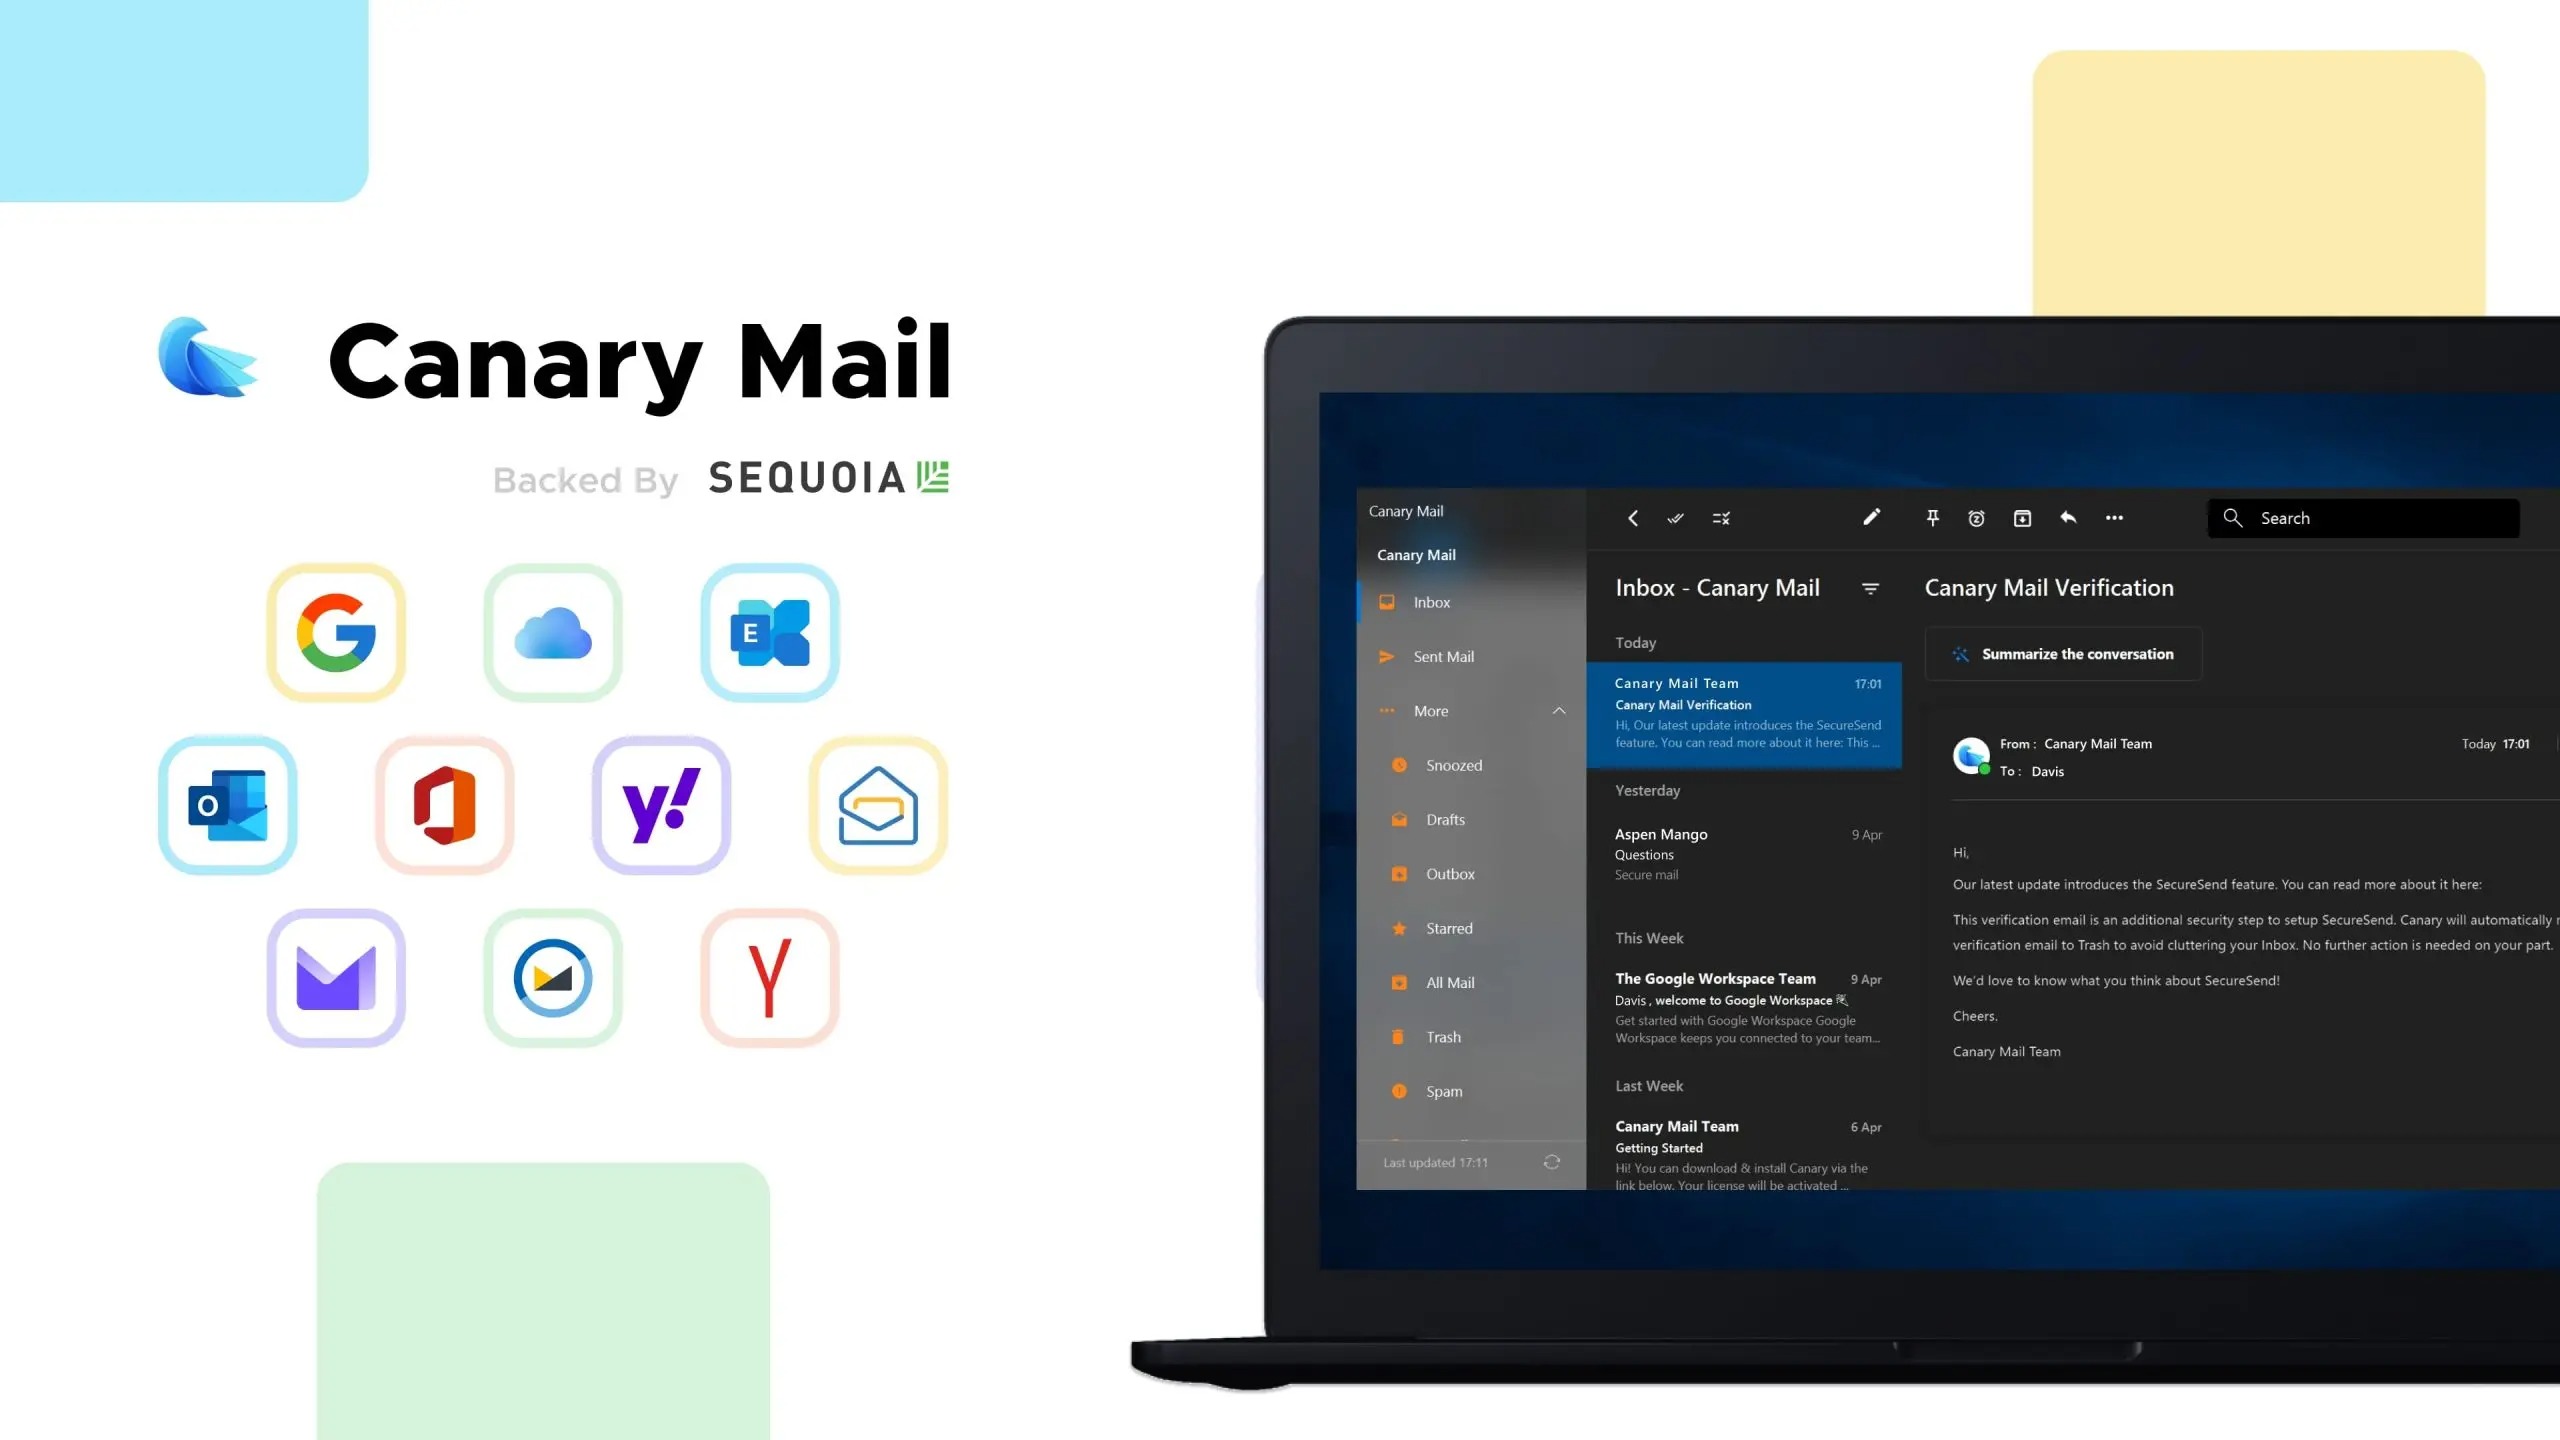 Canary Mail
Backed By SEQUOIA
E
O
y!
Y
Canary Mail
Canary Mail
Inbox
Sent Mail
More
Snoozed
Drafts
Outbox
Starred
All Mail
Trash
Spam
Last updated 17:11
Inbox - Canary Mail
Today
Canary Mail Team 17:01
Canary Mail Verification
Hi, Our latest update introduces the SecureSend
feature. You can read more about it here: This ...
Yesterday
Aspen Mango 9 Apr
Questions
Secure mail
This Week
The Google Workspace Team 9 Apr
Davis , welcome to Google Workspace
Get started with Google Workspace Google
Workspace keeps you connected to your team...
Last Week
Canary Mail Team 6 Apr
Getting Started
Hi! You can download & install Canary via the
link below. Your license will be activated ...
Search
Canary Mail Verification
Summarize the conversation
From : Canary Mail Team Today 17:01
To : Davis
Hi,
Our latest update introduces the SecureSend feature. You can read more about it here:
This verification email is an additional security step to setup SecureSend. Canary will automatically
verification email to Trash to avoid cluttering your Inbox. No further action is needed on your part.
We'd love to know what you think about SecureSend!
Cheers.
Canary Mail Team